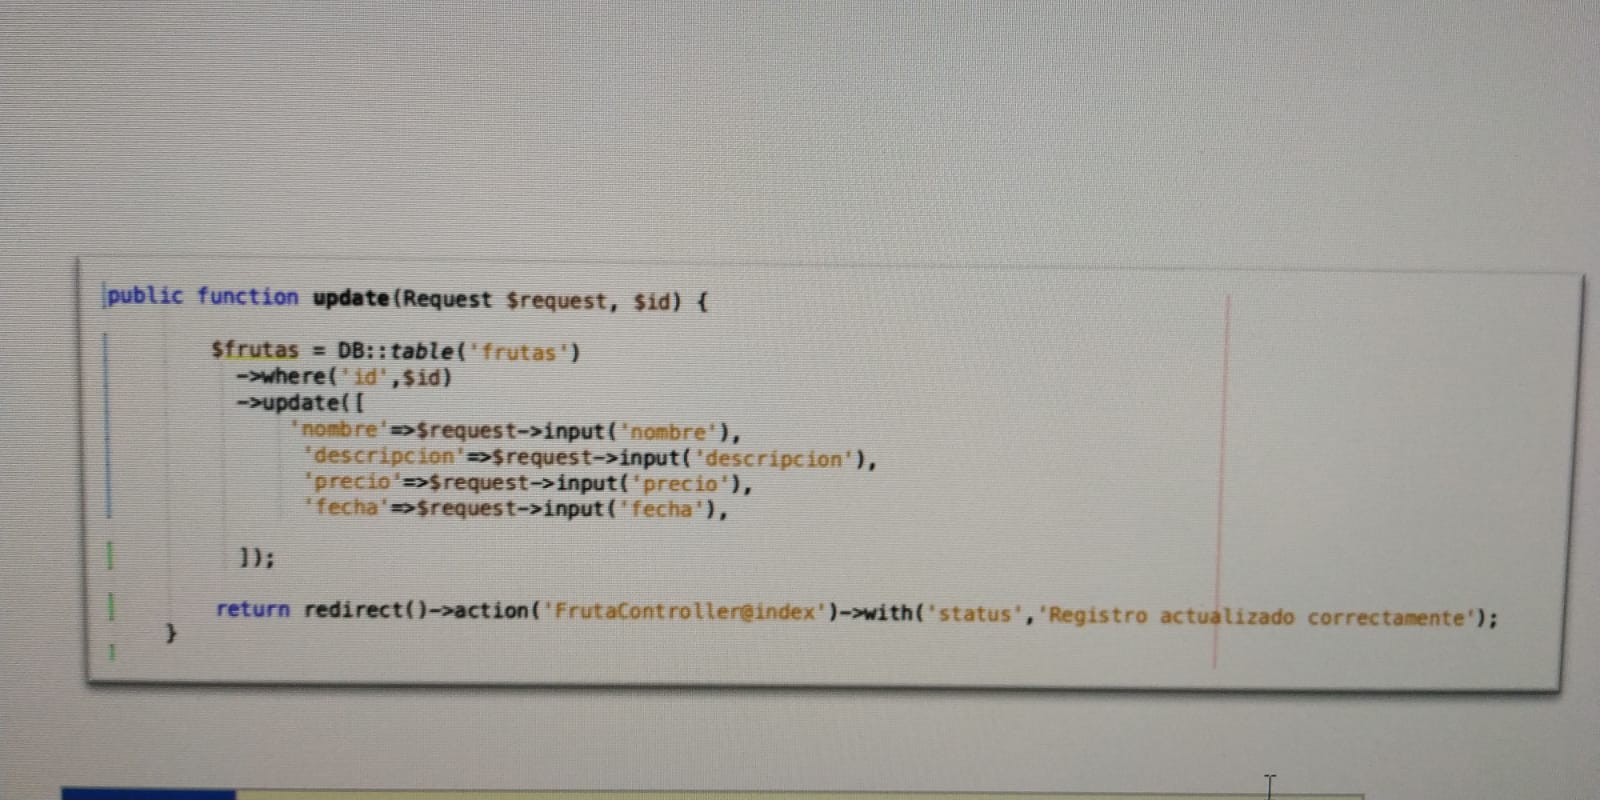 public function update(Request $request, $id) {
$frutas = DB::table('frutas')
->where('id',$id)
->update([
'nombre'=>$request->input('nombre'),
'descripcion'=>$request->input('descripcion'),
'precio'=>$request->input('precio'),
'fecha'=>$request->input('fecha'),
]);
return redirect()->action('FrutaController@index')->with('status','Registro actualizado correctamente');
}